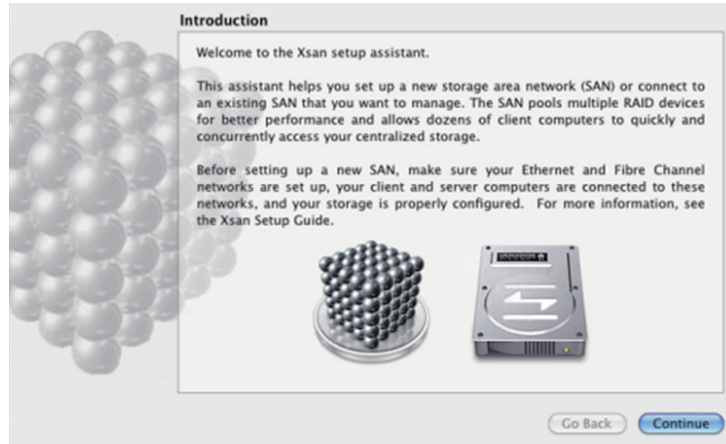 Introduction
Welcome to the Xsan setup assistant.
This assistant helps you set up a new storage area network (SAN) or connect to
an existing SAN that you want to manage. The SAN pools multiple RAID devices
for better performance and allows dozens of client computers to quickly and
concurrently access your centralized storage.
Before setting up a new SAN, make sure your Ethernet and Fibre Channel
networks are set up, your client and server computers are connected to these
networks, and your storage is properly configured. For more information, see
the Xsan Setup Guide.
Go Back
Continue